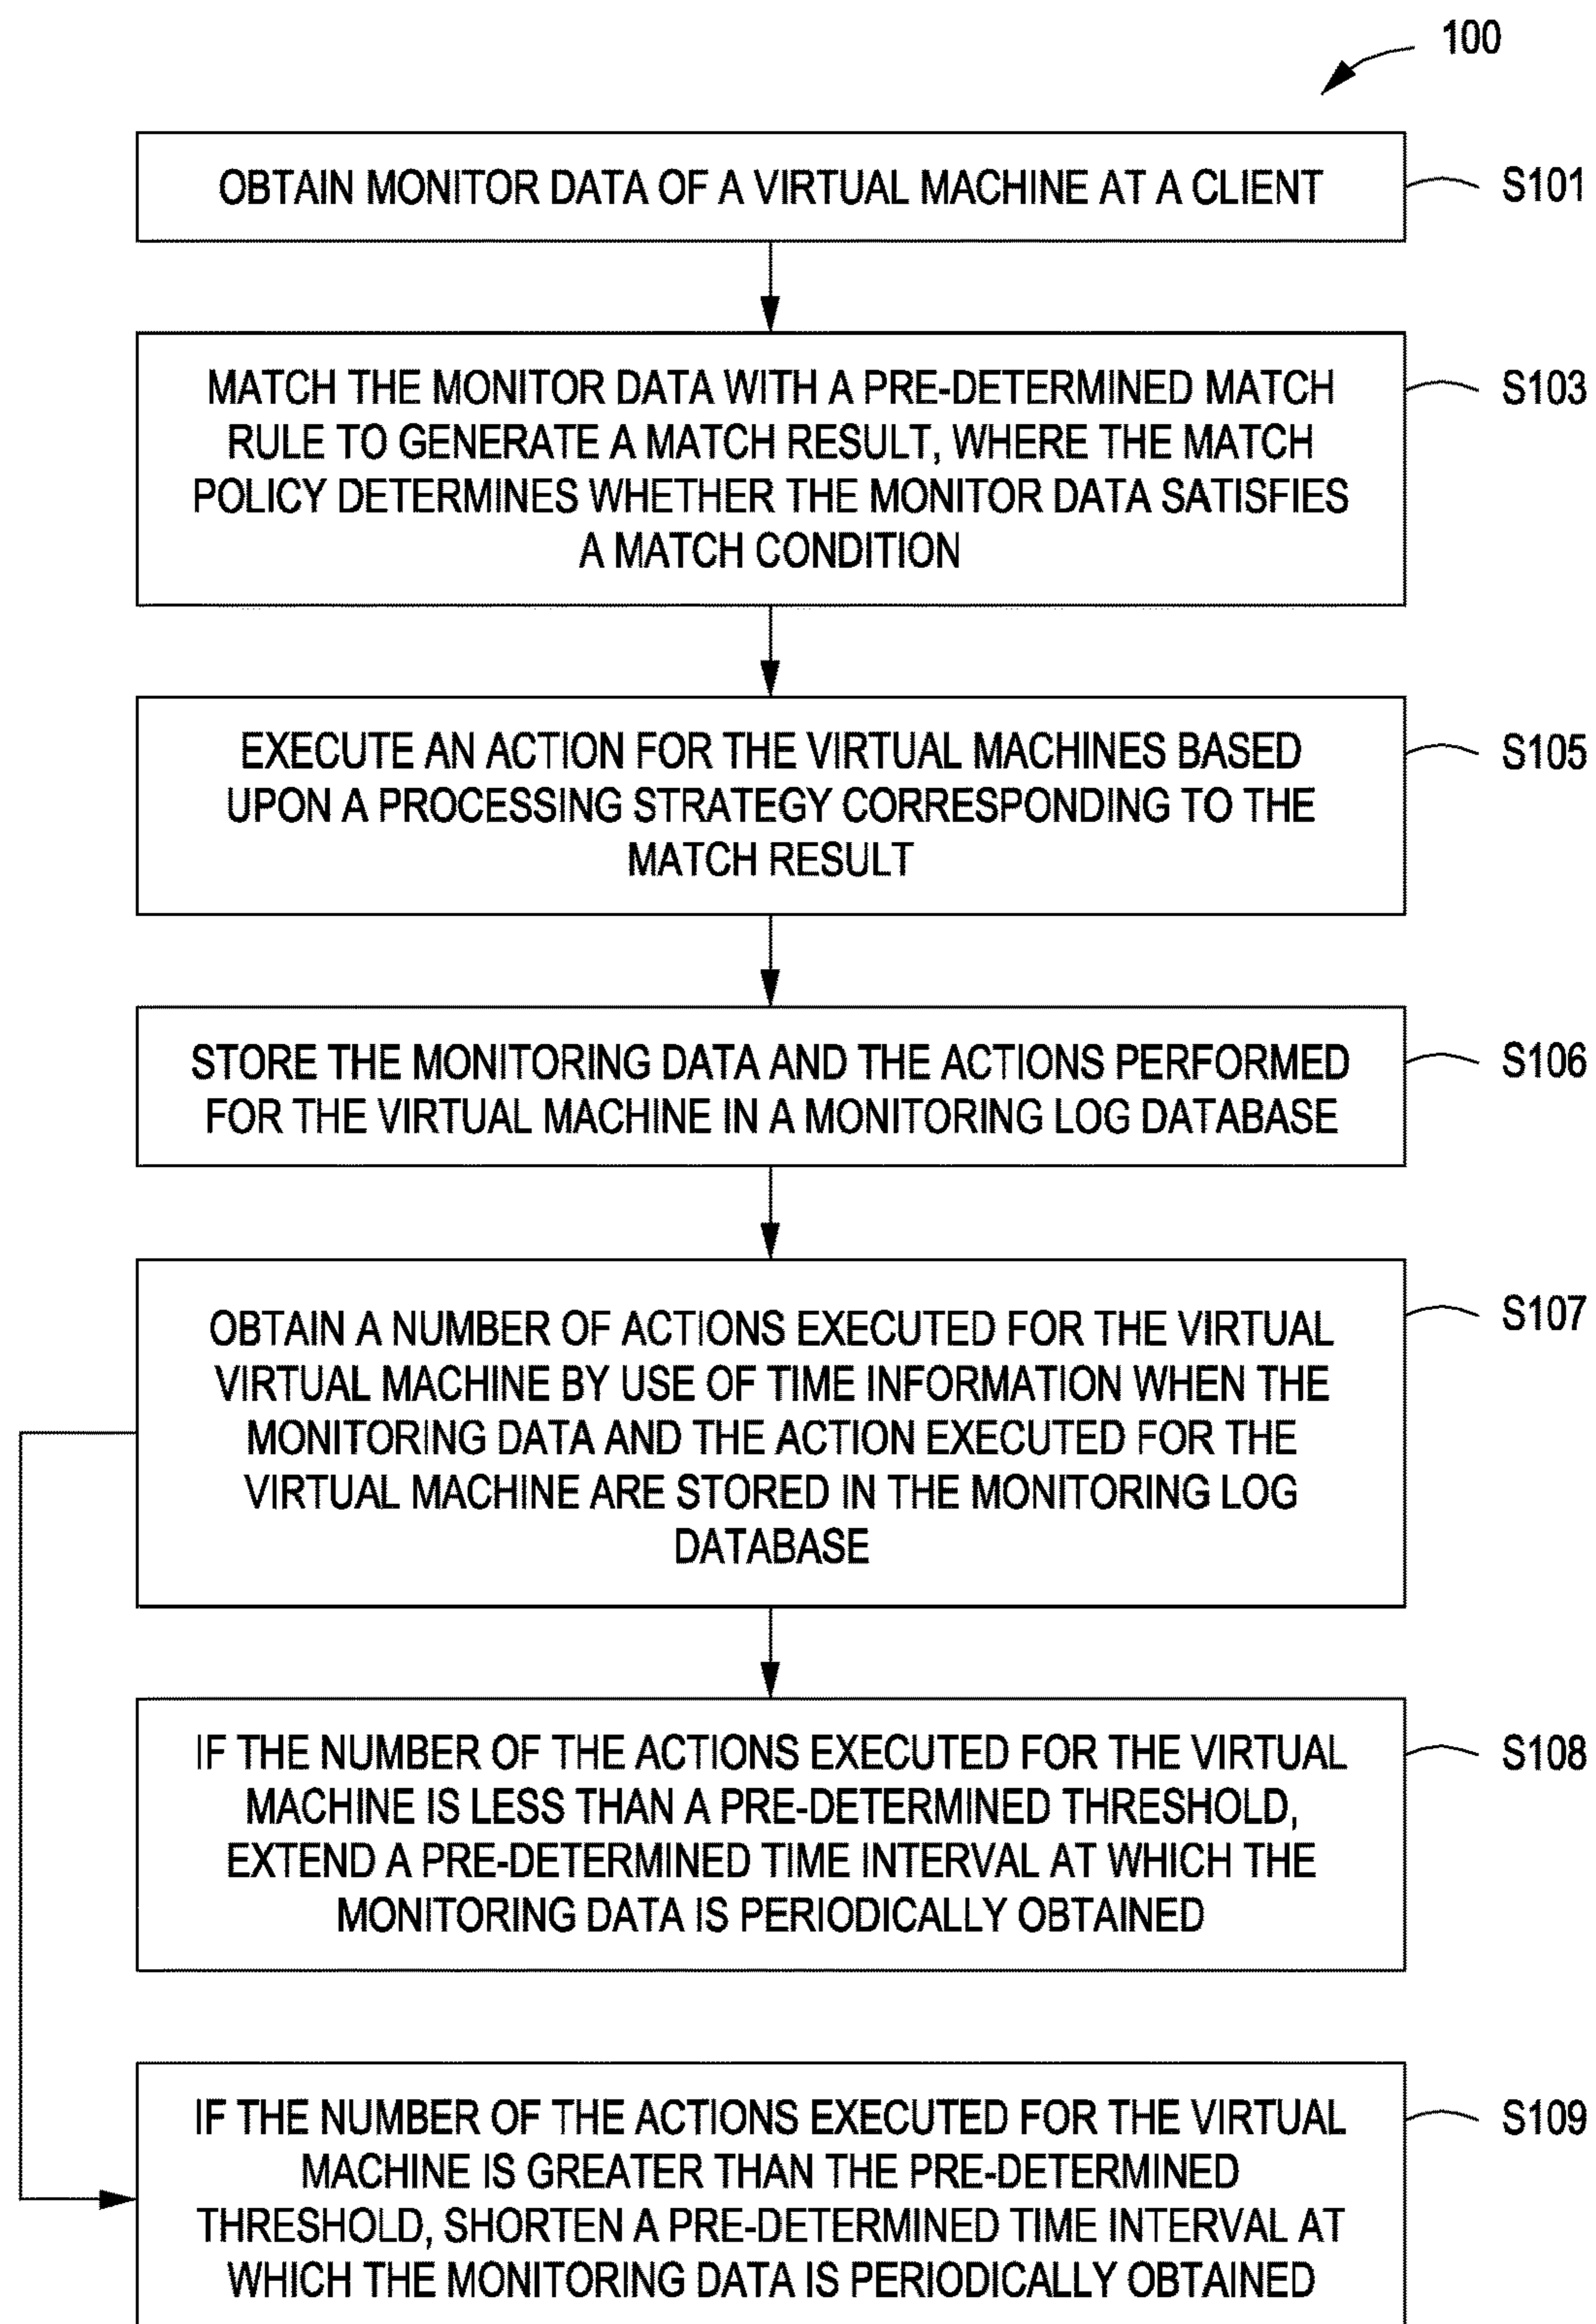 100
OBTAIN MONITOR DATA OF A VIRTUAL MACHINE AT A CLIENT
S101
MATCH THE MONITOR DATA WITH A PRE-DETERMINED MATCH
RULE TO GENERATE A MATCH RESULT, WHERE THE MATCH
POLICY DETERMINES WHETHER THE MONITOR DATA SATISFIES
A MATCH CONDITION
S103
EXECUTE AN ACTION FOR THE VIRTUAL MACHINES BASED
UPON A PROCESSING STRATEGY CORRESPONDING TO THE
MATCH RESULT
S105
STORE THE MONITORING DATA AND THE ACTIONS PERFORMED
FOR THE VIRTUAL MACHINE IN A MONITORING LOG DATABASE
S106
OBTAIN A NUMBER OF ACTIONS EXECUTED FOR THE VIRTUAL
VIRTUAL MACHINE BY USE OF TIME INFORMATION WHEN THE
MONITORING DATA AND THE ACTION EXECUTED FOR THE
VIRTUAL MACHINE ARE STORED IN THE MONITORING LOG
DATABASE
S107
IF THE NUMBER OF THE ACTIONS EXECUTED FOR THE VIRTUAL
MACHINE IS LESS THAN A PRE-DETERMINED THRESHOLD,
EXTEND A PRE-DETERMINED TIME INTERVAL AT WHICH THE
MONITORING DATA IS PERIODICALLY OBTAINED
S108
IF THE NUMBER OF THE ACTIONS EXECUTED FOR THE VIRTUAL
MACHINE IS GREATER THAN THE PRE-DETERMINED
THRESHOLD, SHORTEN A PRE-DETERMINED TIME INTERVAL AT
WHICH THE MONITORING DATA IS PERIODICALLY OBTAINED
S109